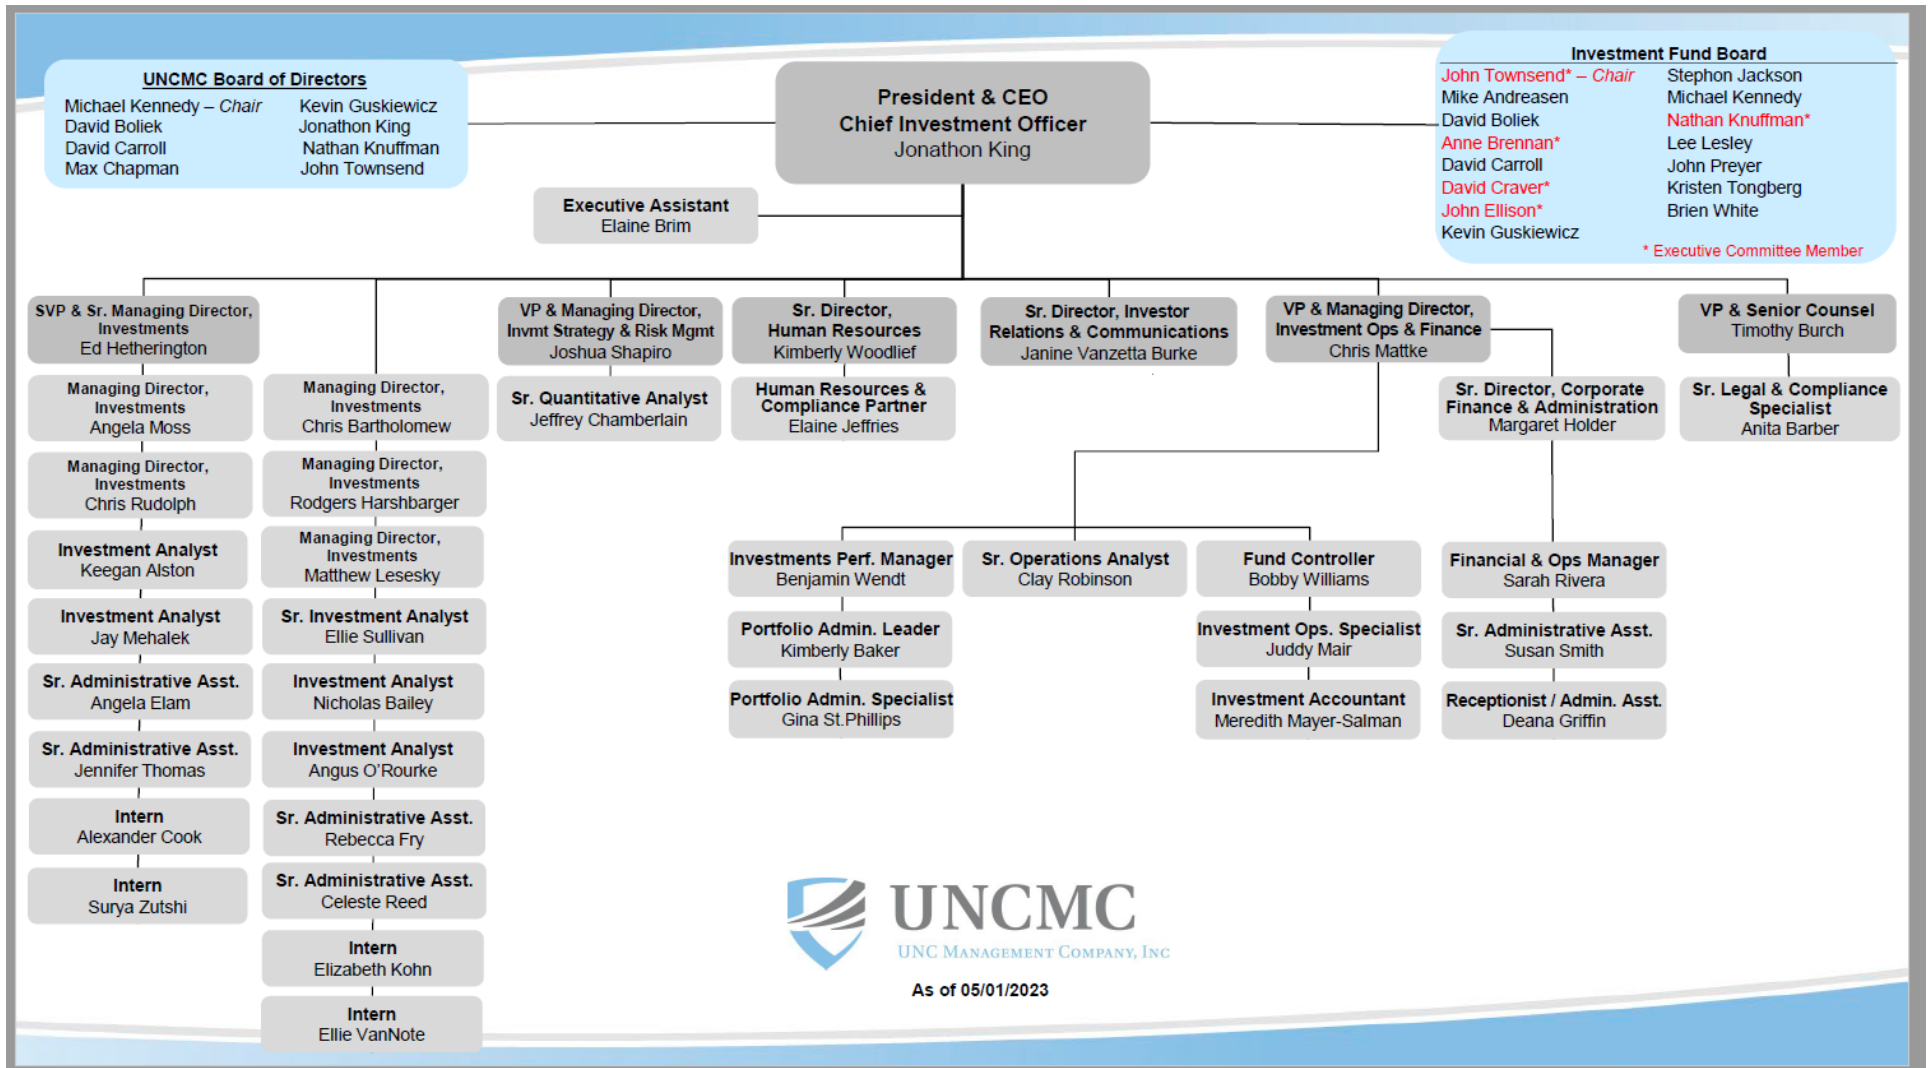 UNCMC Board of Directors
Michael Kennedy – Chair
David Boliek
David Carroll
Max Chapman
Kevin Guskiewicz
Jonathon King
Nathan Knuffman
John Townsend
President & CEO
Chief Investment Officer
Jonathon King
Investment Fund Board
John Townsend* – Chair
Mike Andreasen
David Boliek
Anne Brennan*
David Carroll
David Craver*
John Ellison*
Kevin Guskiewicz
Stephon Jackson
Michael Kennedy
Nathan Knuffman*
Lee Lesley
John Preyer
Kristen Tongberg
Brien White
* Executive Committee Member
Executive Assistant
Elaine Brim
SVP & Sr. Managing Director,
Investments
Ed Hetherington
Managing Director,
Investments
Angela Moss
Managing Director,
Investments
Chris Rudolph
Investment Analyst
Keegan Alston
Investment Analyst
Jay Mehalek
Sr. Administrative Asst.
Angela Elam
Sr. Administrative Asst.
Jennifer Thomas
Intern
Alexander Cook
Intern
Surya Zutshi
Managing Director,
Investments
Chris Bartholomew
Managing Director,
Investments
Rodgers Harshbarger
Managing Director,
Investments
Matthew Lesesky
Sr. Investment Analyst
Ellie Sullivan
Investment Analyst
Nicholas Bailey
Investment Analyst
Angus O'Rourke
Sr. Administrative Asst.
Rebecca Fry
Sr. Administrative Asst.
Celeste Reed
Intern
Elizabeth Kohn
Intern
Ellie VanNote
VP & Managing Director,
Invmt Strategy & Risk Mgmt
Joshua Shapiro
Sr. Quantitative Analyst
Jeffrey Chamberlain
Sr. Director,
Human Resources
Kimberly Woodlief
Human Resources &
Compliance Partner
Elaine Jeffries
Sr. Director, Investor
Relations & Communications
Janine Vanzetta Burke
VP & Managing Director,
Investment Ops & Finance
Chris Mattke
Investments Perf. Manager
Benjamin Wendt
Portfolio Admin. Leader
Kimberly Baker
Portfolio Admin. Specialist
Gina St.Phillips
Sr. Operations Analyst
Clay Robinson
Fund Controller
Bobby Williams
Investment Ops. Specialist
Juddy Mair
Investment Accountant
Meredith Mayer-Salman
Sr. Director, Corporate
Finance & Administration
Margaret Holder
Financial & Ops Manager
Sarah Rivera
Sr. Administrative Asst.
Susan Smith
Receptionist / Admin. Asst.
Deana Griffin
VP & Senior Counsel
Timothy Burch
Sr. Legal & Compliance
Specialist
Anita Barber
UNCMC
UNC Management Company, Inc
As of 05/01/2023